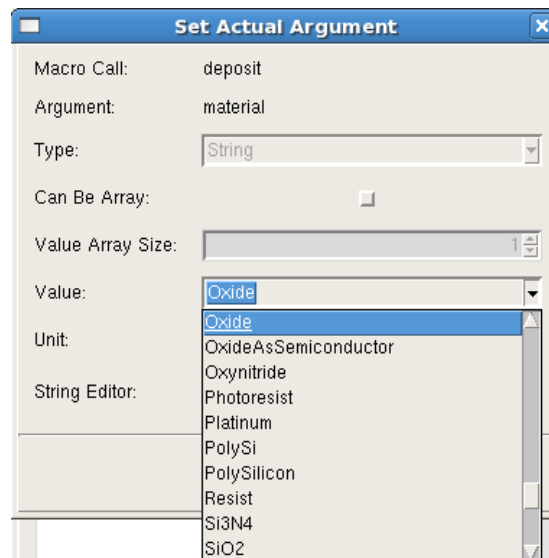 Set Actual Argument
Macro Call: deposit
Argument: material
Type: String
Can Be Array:
Value Array Size: 1
Value: Oxide
Oxide
Unit:
OxideAsSemiconductor
Oxynitride
String Editor:
Photoresist
Platinum
PolySi
PolySilicon
Resist
Si3N4
SiO2